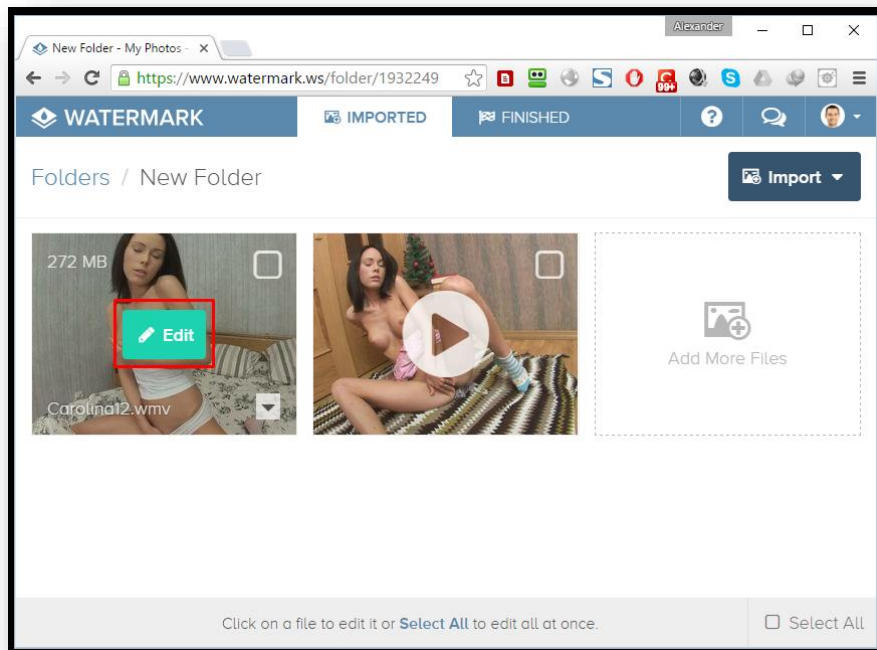 Alexander
New Folder - My Photos -
https://www.watermark.ws/folder/1932249
99+
WATERMARK
IMPORTED
FINISHED
?
Folders / New Folder
Import
272 MB
Edit
Carolina12.wmv
Add More Files
Click on a file to edit it or Select All to edit all at once.
Select All